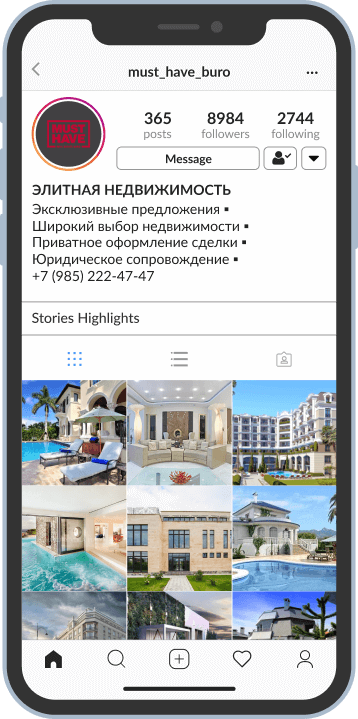 must_have_buro
...
MUST
HAVE
365 8984 2744
posts followers following
Message
ЭЛИТНАЯ НЕДВИЖИМОСТЬ
Эксклюзивные предложения ▪
Широкий выбор недвижимости ▪
Приватное оформление сделки ▪
Юридическое сопровождение ▪
+7 (985) 222-47-47
Stories Highlights